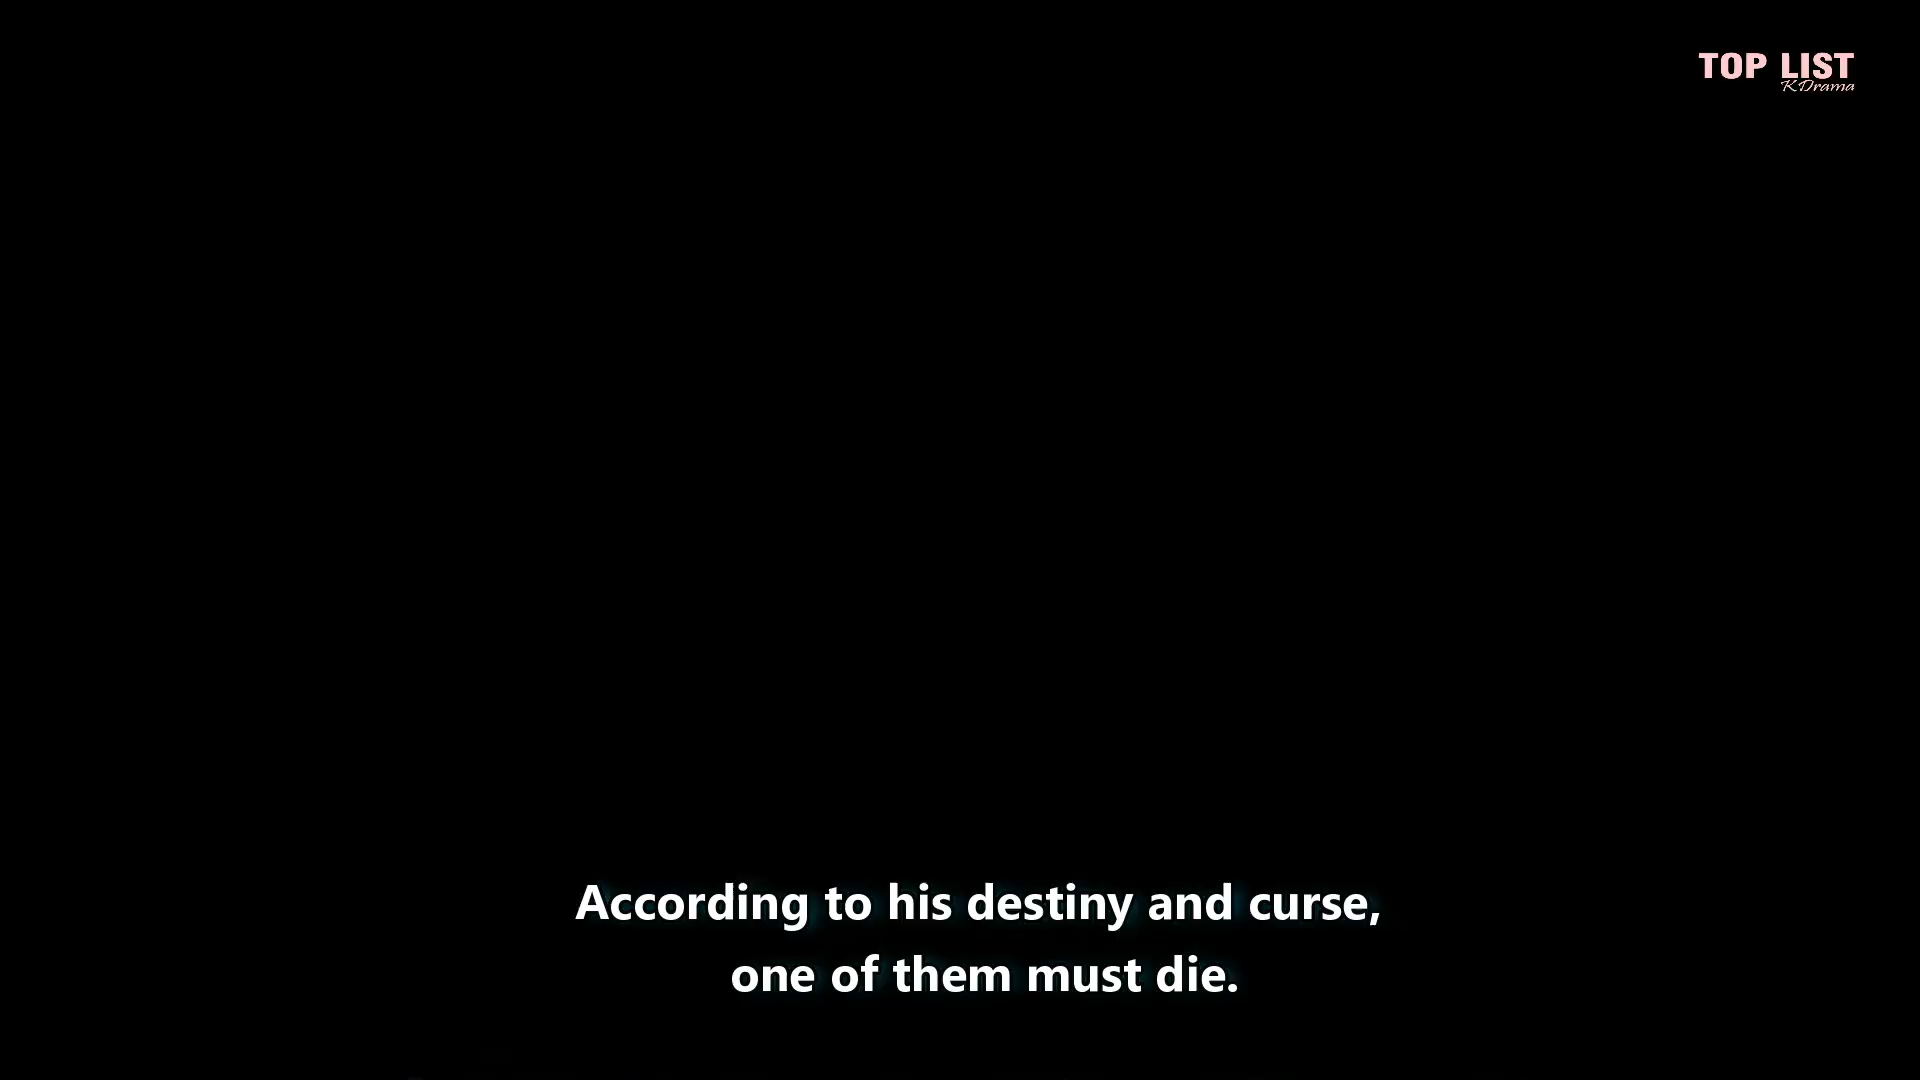 TOP LIST
KDrama
According to his destiny and curse,
one of them must die.